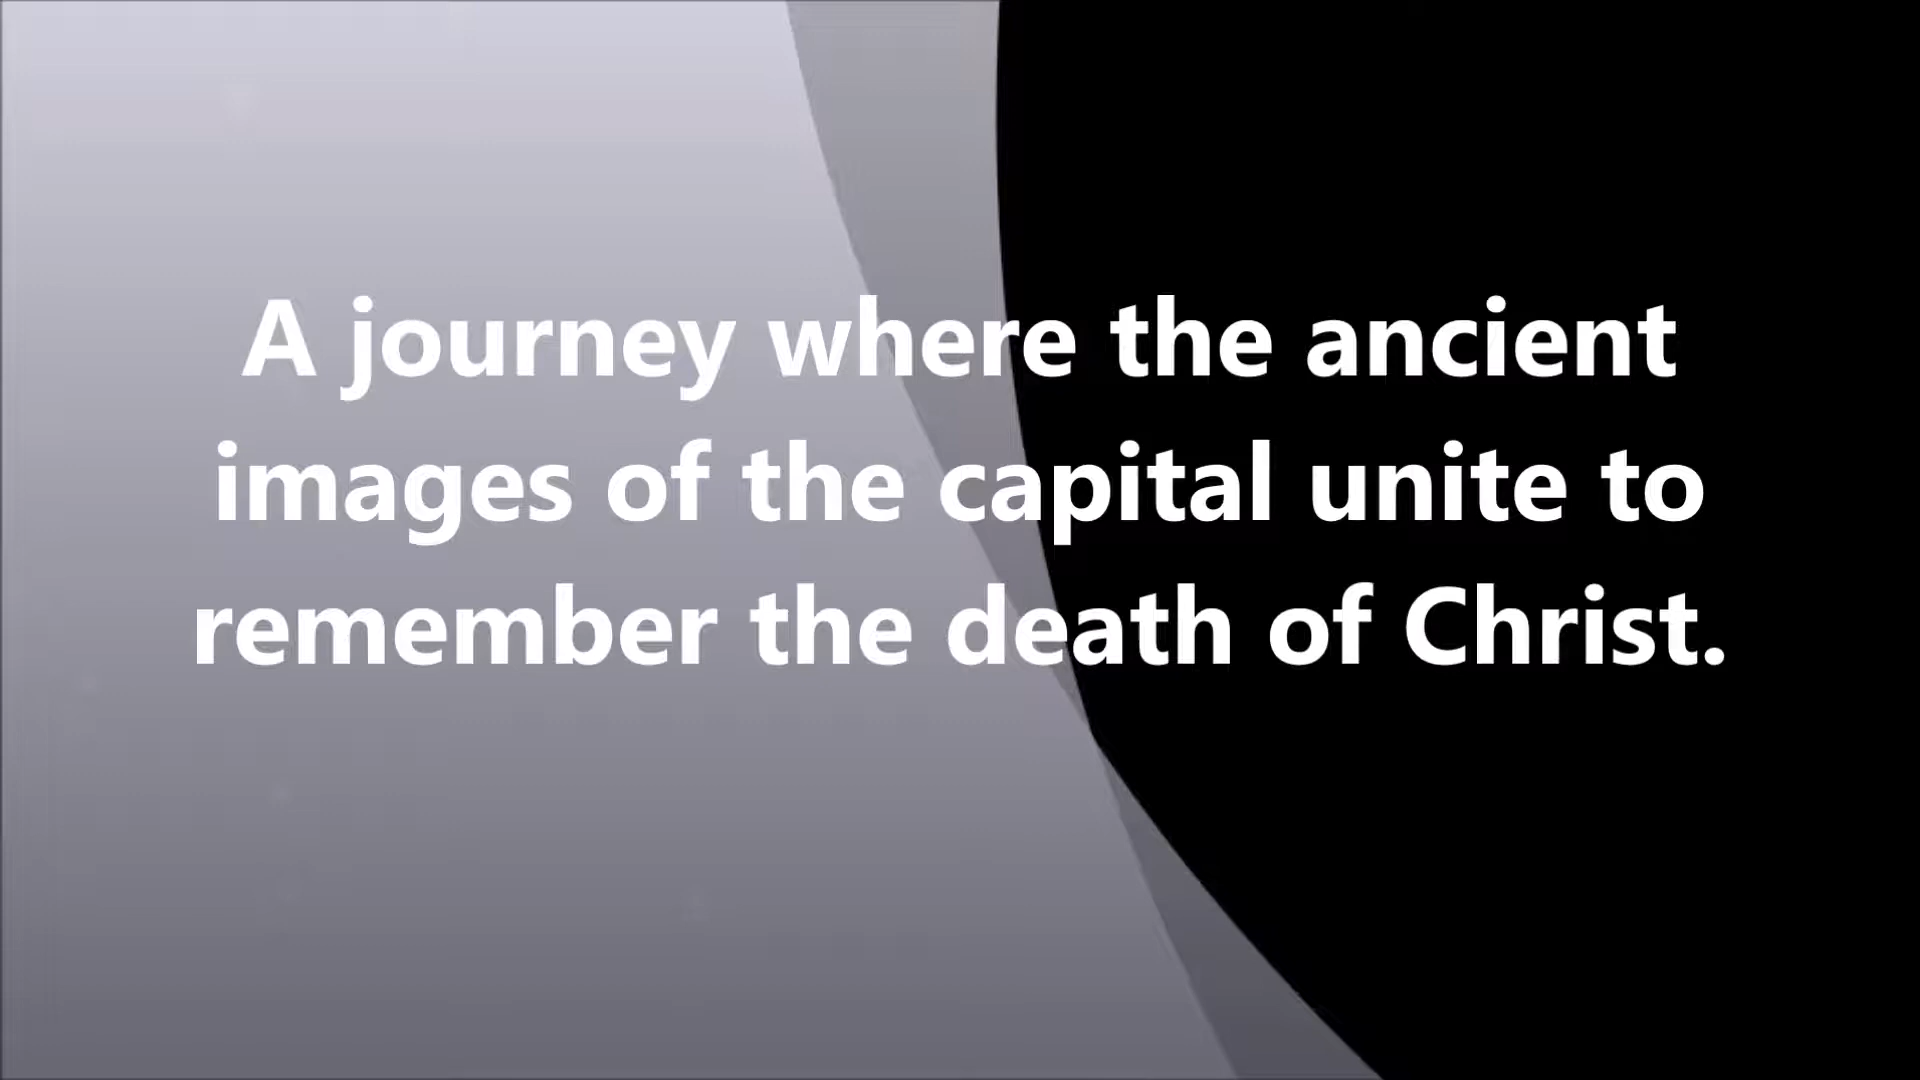 A journey where the ancient
images of the capital unite to
remember the death of Christ.